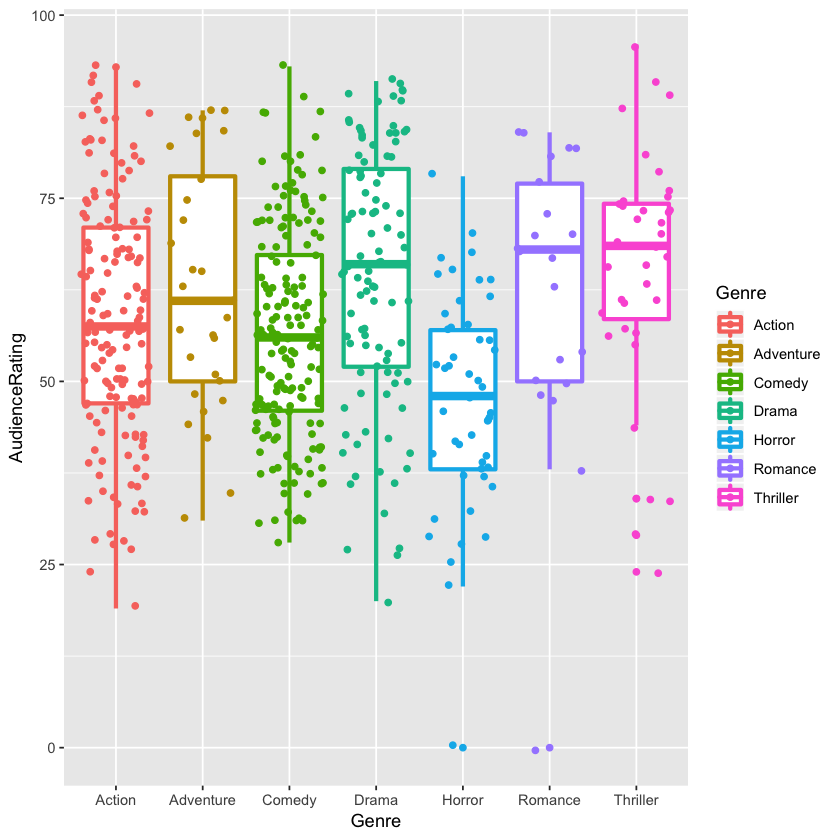 100
75
50
25
0
AudienceRating
Action Adventure Comedy Drama Horror Romance Thriller
Genre
Genre
Action
Adventure
Comedy
Drama
Horror
Romance
Thriller